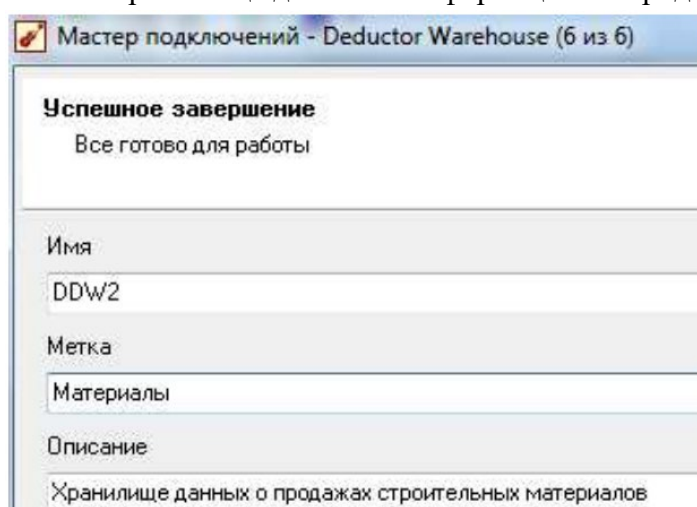 Мастер подключений - Deductor Warehouse (6 из 6)
Успешное завершение
Все готово для работы
Имя
DDW2
Метка
Материалы
Описание
Хранилище данных о продажах строительных материалов